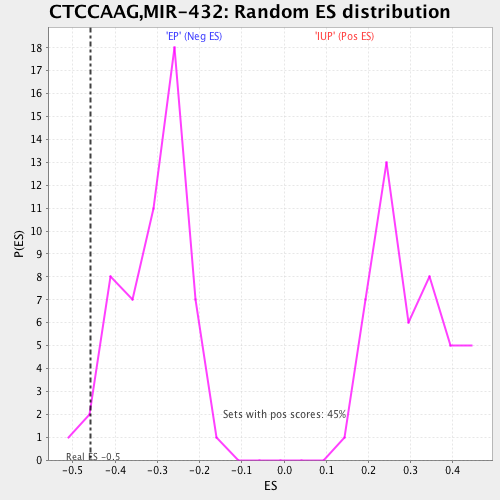 CTCCAAG,MIR-432: Random ES distribution
'EP' (Neg ES) 'IUP' (Pos ES)
18
17
16
15
14
13
12
11
10
9
8
7
6
5
4
3
2
1
0
P(ES)
Sets with pos scores: 45%
Real ES -0.5
-0.5 -0.4 -0.3 -0.2 -0.1 0.0 0.1 0.2 0.3 0.4
ES